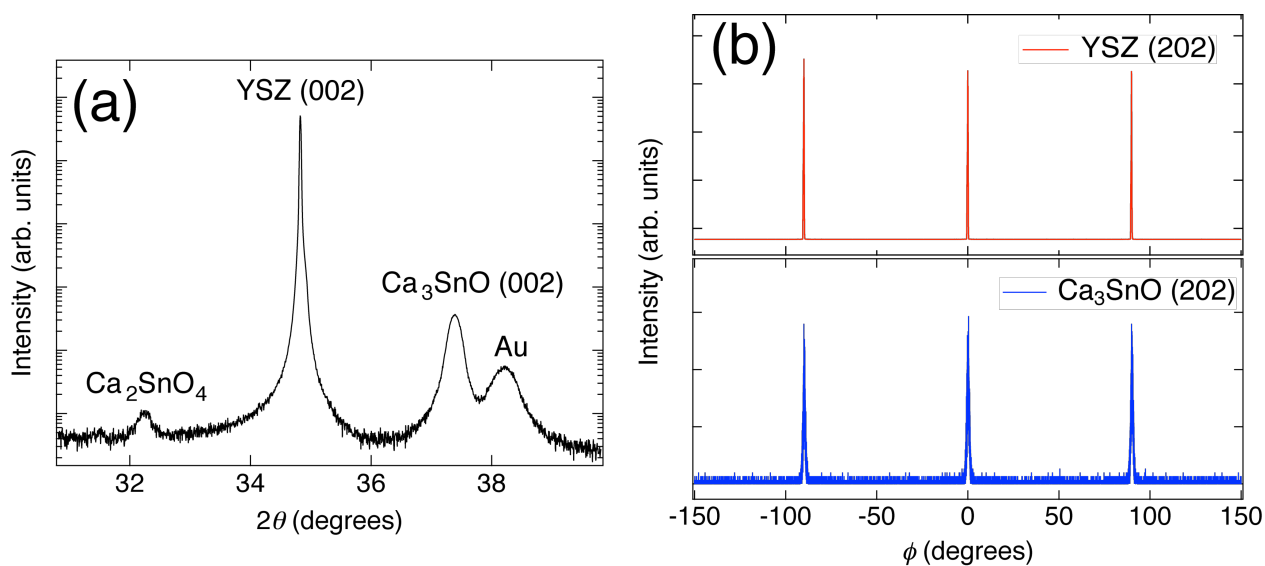 (a)
YSZ (002)
Ca3SnO (002)
Au
Ca2SnO4
Intensity (arb. units)
32 34 36 38
2θ (degrees)
(b)
YSZ (202)
Ca3SnO (202)
Intensity (arb. units)
-150 -100 -50 0 50 100 150
ϕ (degrees)